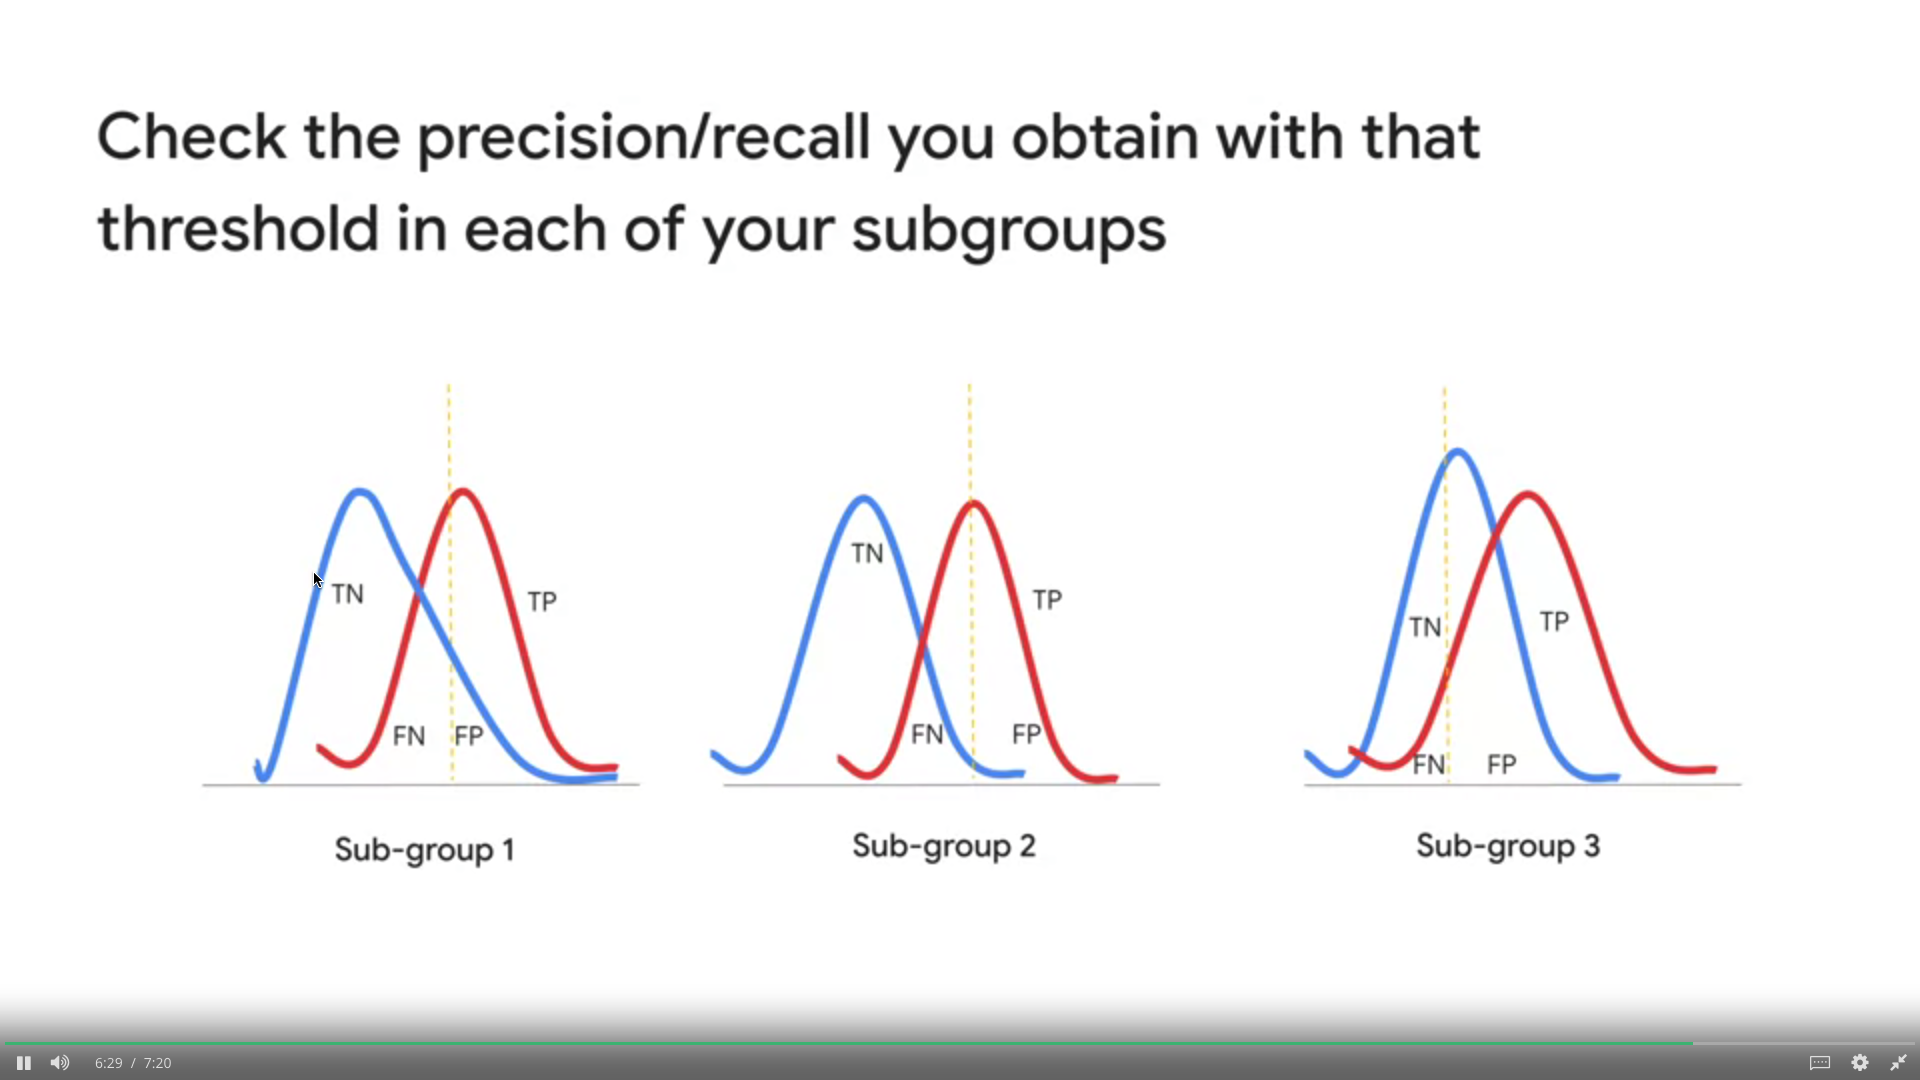 Check the precision/recall you obtain with that
threshold in each of your subgroups
TN
TP
FN
FP
Sub-group 1
TN
TP
FN
FP
Sub-group 2
TN
TP
FN
FP
Sub-group 3
6:29 / 7:20